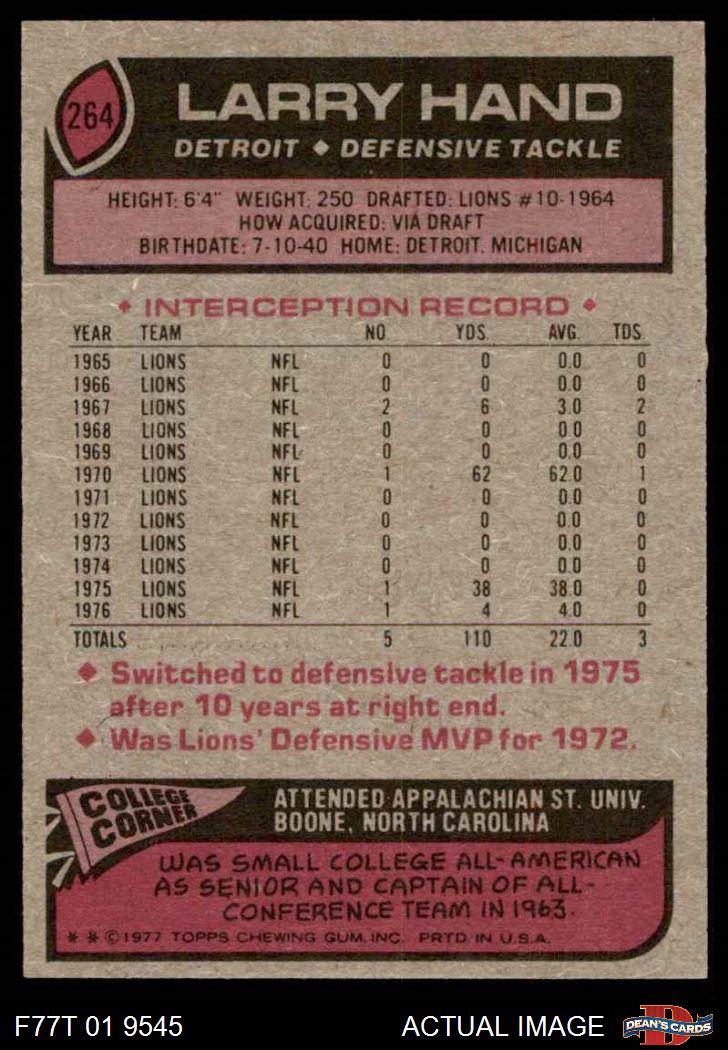 264
LARRY HAND
DETROIT ◆ DEFENSIVE TACKLE
HEIGHT: 6'4" WEIGHT: 250 DRAFTED: LIONS #10-1964
HOW ACQUIRED: VIA DRAFT
BIRTHDATE: 7-10-40 HOME: DETROIT, MICHIGAN
◆ INTERCEPTION RECORD ◆
YEAR TEAM NO. YDS. AVG. TDS.
1965 LIONS NFL 0 0 0.0 0
1966 LIONS NFL 0 0 0.0 0
1967 LIONS NFL 2 6 3.0 2
1968 LIONS NFL 0 0 0.0 0
1969 LIONS NFL 0 0 0.0 0
1970 LIONS NFL 1 62 62.0 1
1971 LIONS NFL 0 0 0.0 0
1972 LIONS NFL 0 0 0.0 0
1973 LIONS NFL 0 0 0.0 0
1974 LIONS NFL 0 0 0.0 0
1975 LIONS NFL 1 38 38.0 0
1976 LIONS NFL 1 4 4.0 0
TOTALS 5 110 22.0 3
◆ Switched to defensive tackle in 1975
after 10 years at right end.
◆ Was Lions' Defensive MVP for 1972.
COLLEGE
CORNER
ATTENDED APPALACHIAN ST. UNIV.
BOONE, NORTH CAROLINA
WAS SMALL COLLEGE ALL-AMERICAN
AS SENIOR AND CAPTAIN OF ALL-
CONFERENCE TEAM IN 1963.
* * © 1977 TOPPS CHEWING GUM, INC. PRTD. IN U.S.A.
F77T 01 9545
ACTUAL IMAGE
D
DEAN'S CARDS